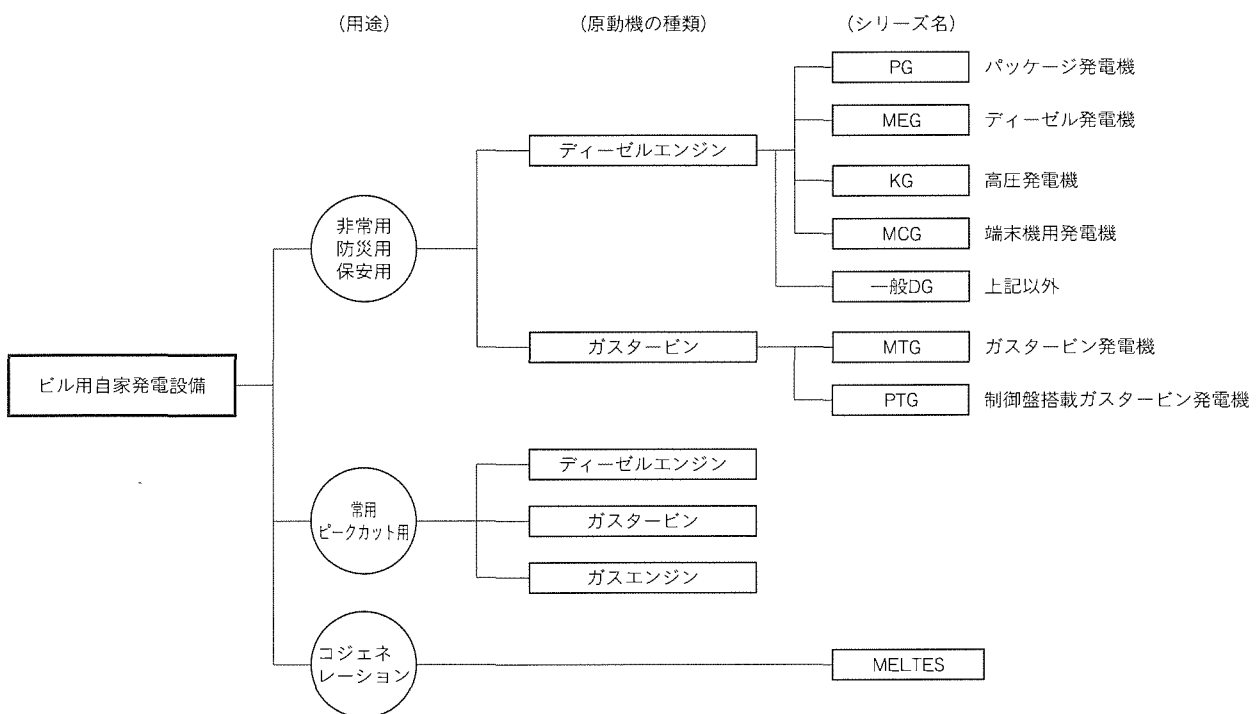 (用途)
(原動機の種類)
(シリーズ名)
PG
パッケージ発電機
MEG
ディーゼル発電機
ディーゼルエンジン
KG
高圧発電機
非常用
防災用
保安用
MCG
端末機用発電機
一般DG
上記以外
ガスタービン
MTG
ガスタービン発電機
ビル用自家発電設備
PTG
制御盤搭載ガスタービン発電機
ディーゼルエンジン
常用
ピークカット用
ガスタービン
ガスエンジン
コジェネ
レーション
MELTES